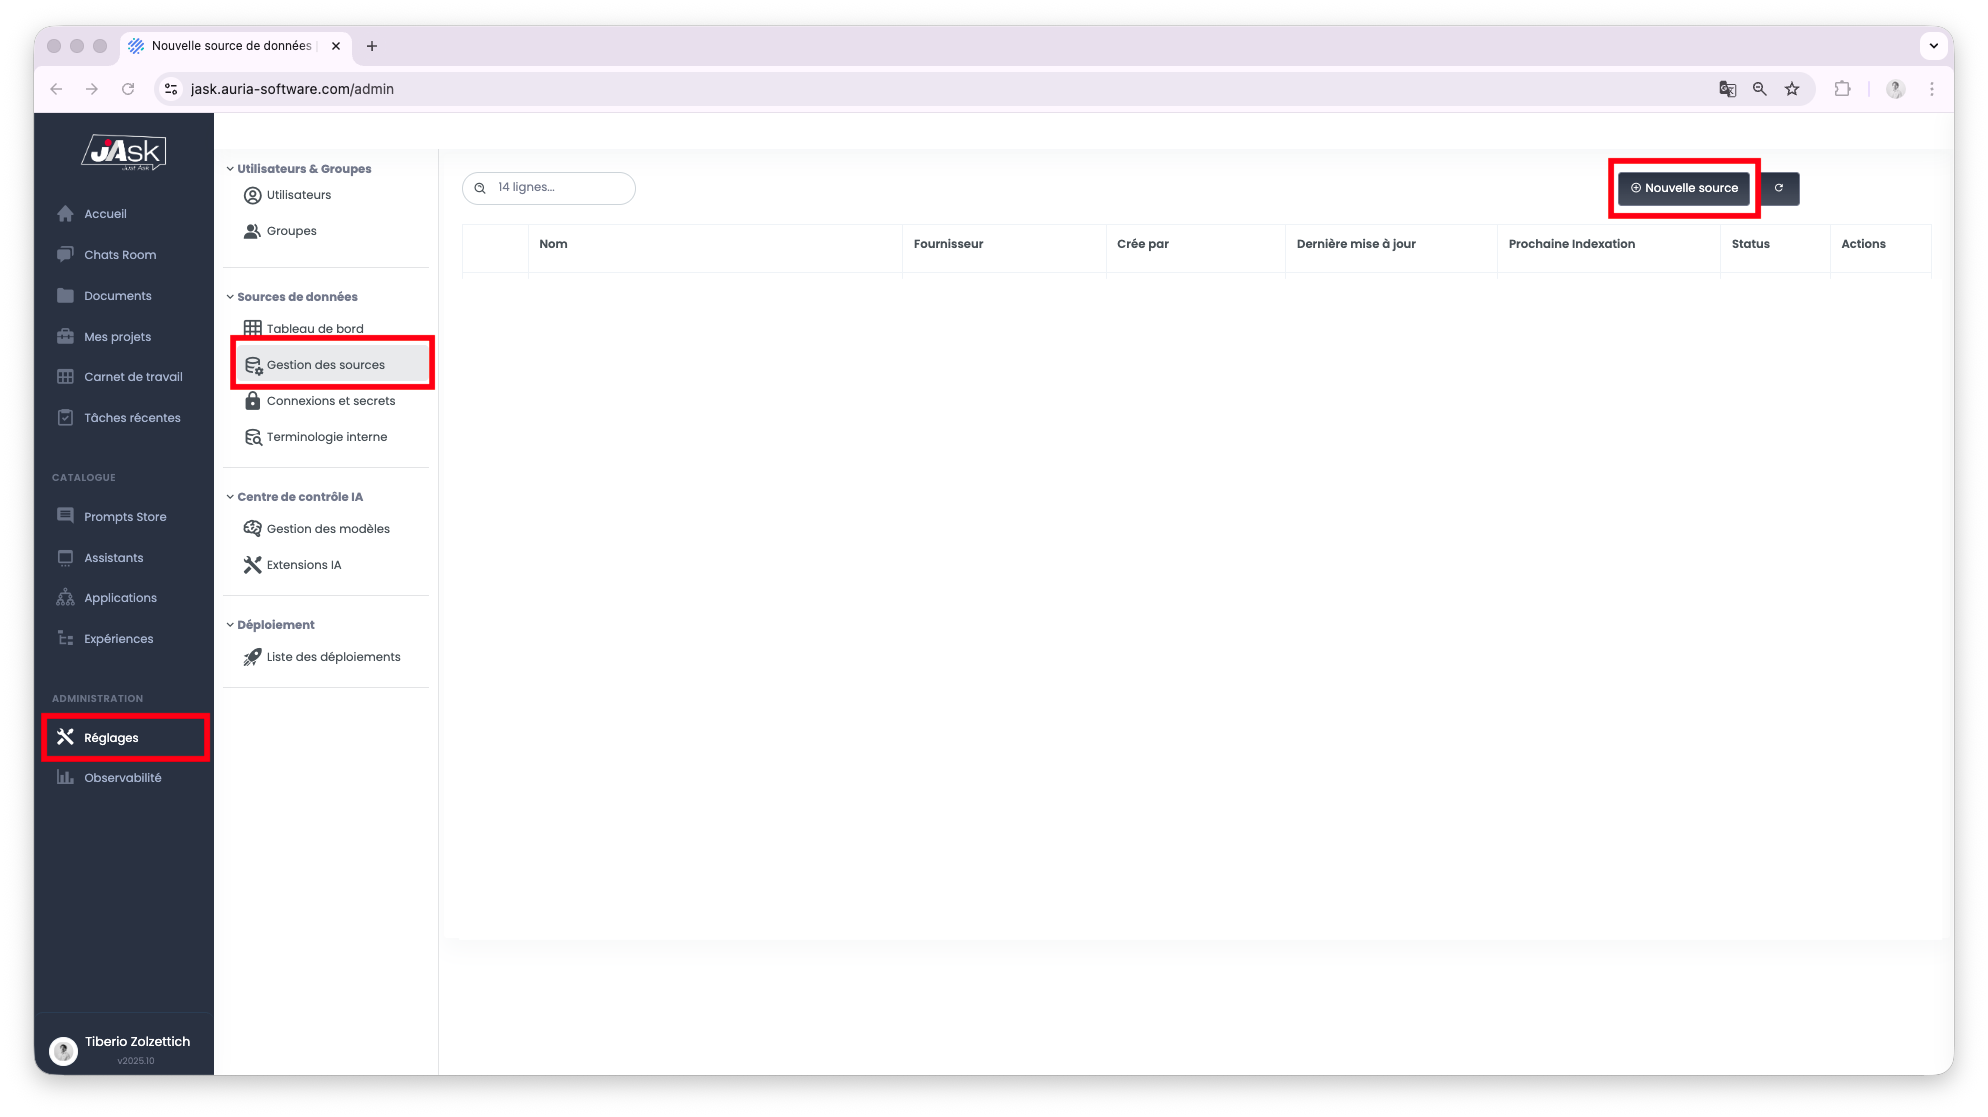 Nouvelle source de données
jask.auria-software.com/admin
jAsk
Just Ask
Accueil
Chats Room
Documents
Mes projets
Carnet de travail
Tâches récentes
CATALOGUE
Prompts Store
Assistants
Applications
Expériences
ADMINISTRATION
Réglages
Observabilité
Tiberio Zolzettich
v2025.10
Utilisateurs & Groupes
Utilisateurs
Groupes
Sources de données
Tableau de bord
Gestion des sources
Connexions et secrets
Terminologie interne
Centre de contrôle IA
Gestion des modèles
Extensions IA
Déploiement
Liste des déploiements
14 lignes...
Nouvelle source
Nom Fournisseur Crée par Dernière mise à jour Prochaine Indexation Status Actions